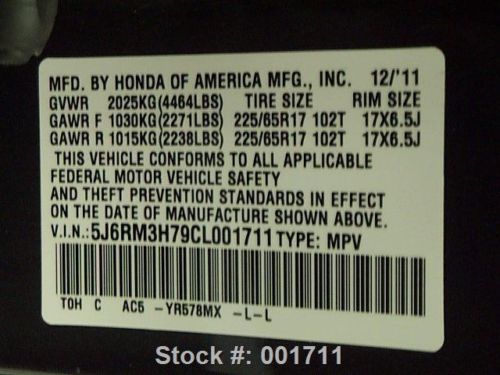 MFD. BY HONDA OF AMERICA MFG., INC. 12/'11
GVWR 2025KG(4464LBS) TIRE SIZE RIM SIZE
GAWR F 1030KG(2271LBS) 225/65R17 102T 17X6.5J
GAWR R 1015KG(2238LBS) 225/65R17 102T 17X6.5J
THIS VEHICLE CONFORMS TO ALL APPLICABLE
FEDERAL MOTOR VEHICLE SAFETY
AND THEFT PREVENTION STANDARDS IN EFFECT
ON THE DATE OF MANUFACTURE SHOWN ABOVE.
V.I.N.: 5J6RM3H79CL001711 TYPE: MPV
TOH C AC5 -YR578MX -L-L
Stock #: 001711